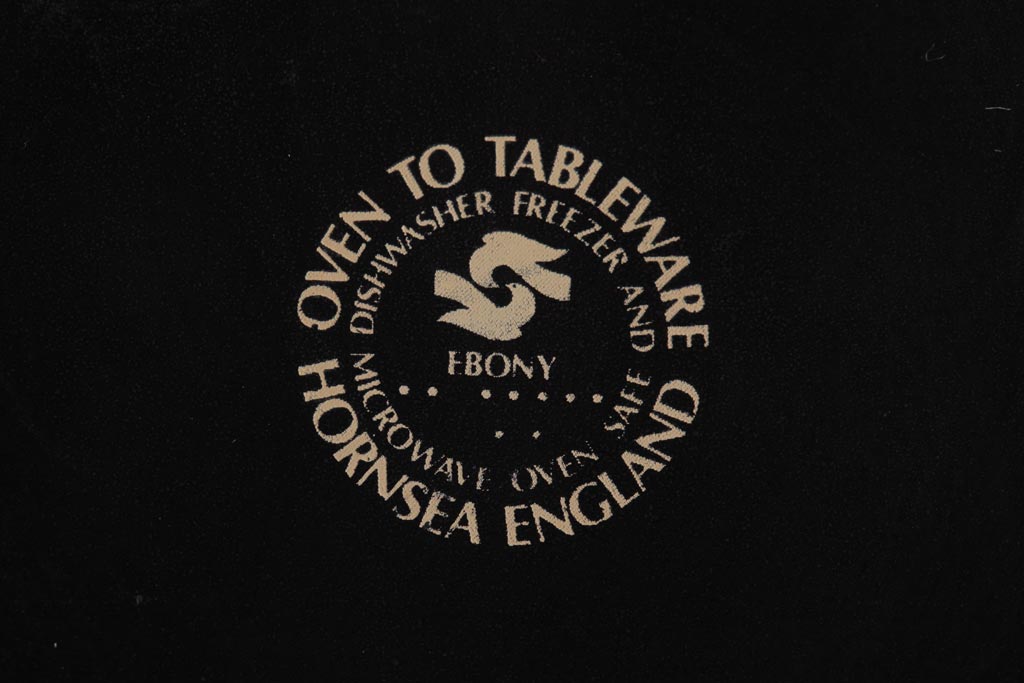 OVEN TO TABLEWARE
DISHWASHER FREEZER AND
EBONY
MICROWAVE OVEN SAFE
HORNSEA ENGLAND